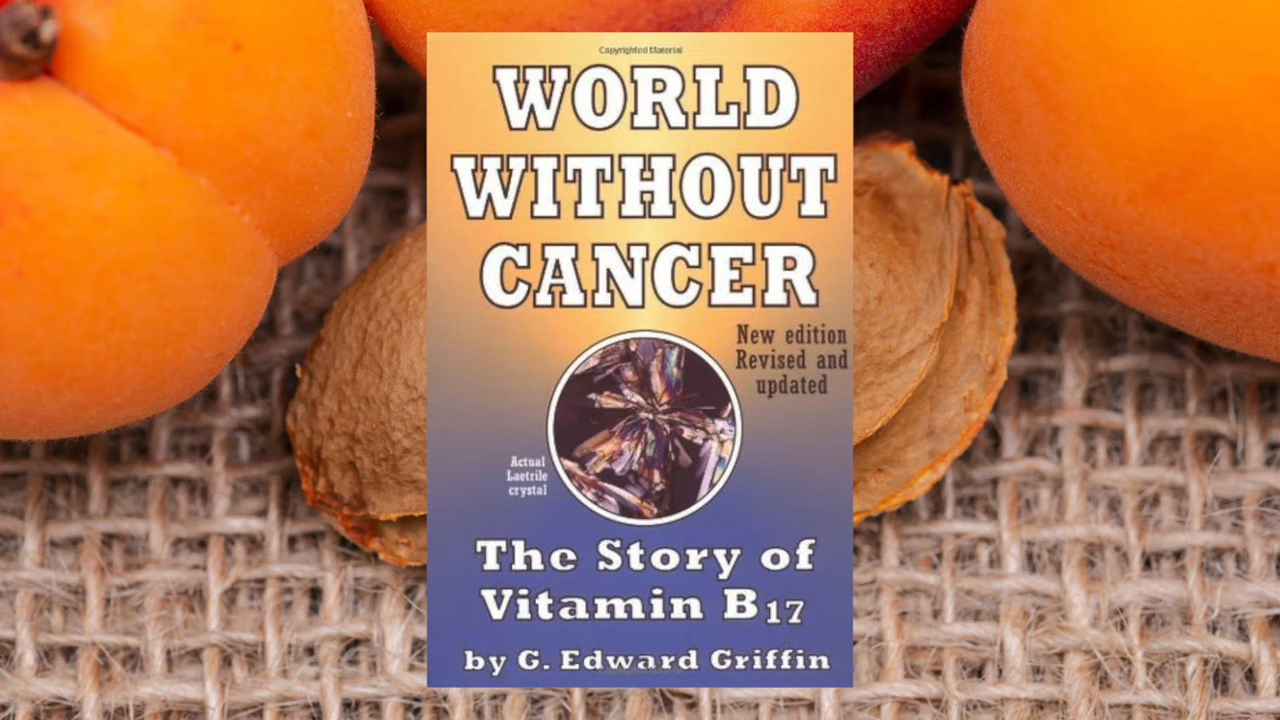 Copyrighted Material
WORLD
WITHOUT
CANCER
New edition
Revised and
updated
Actual
Laetrile
crystal
The Story of
Vitamin B17
by G. Edward Griffin